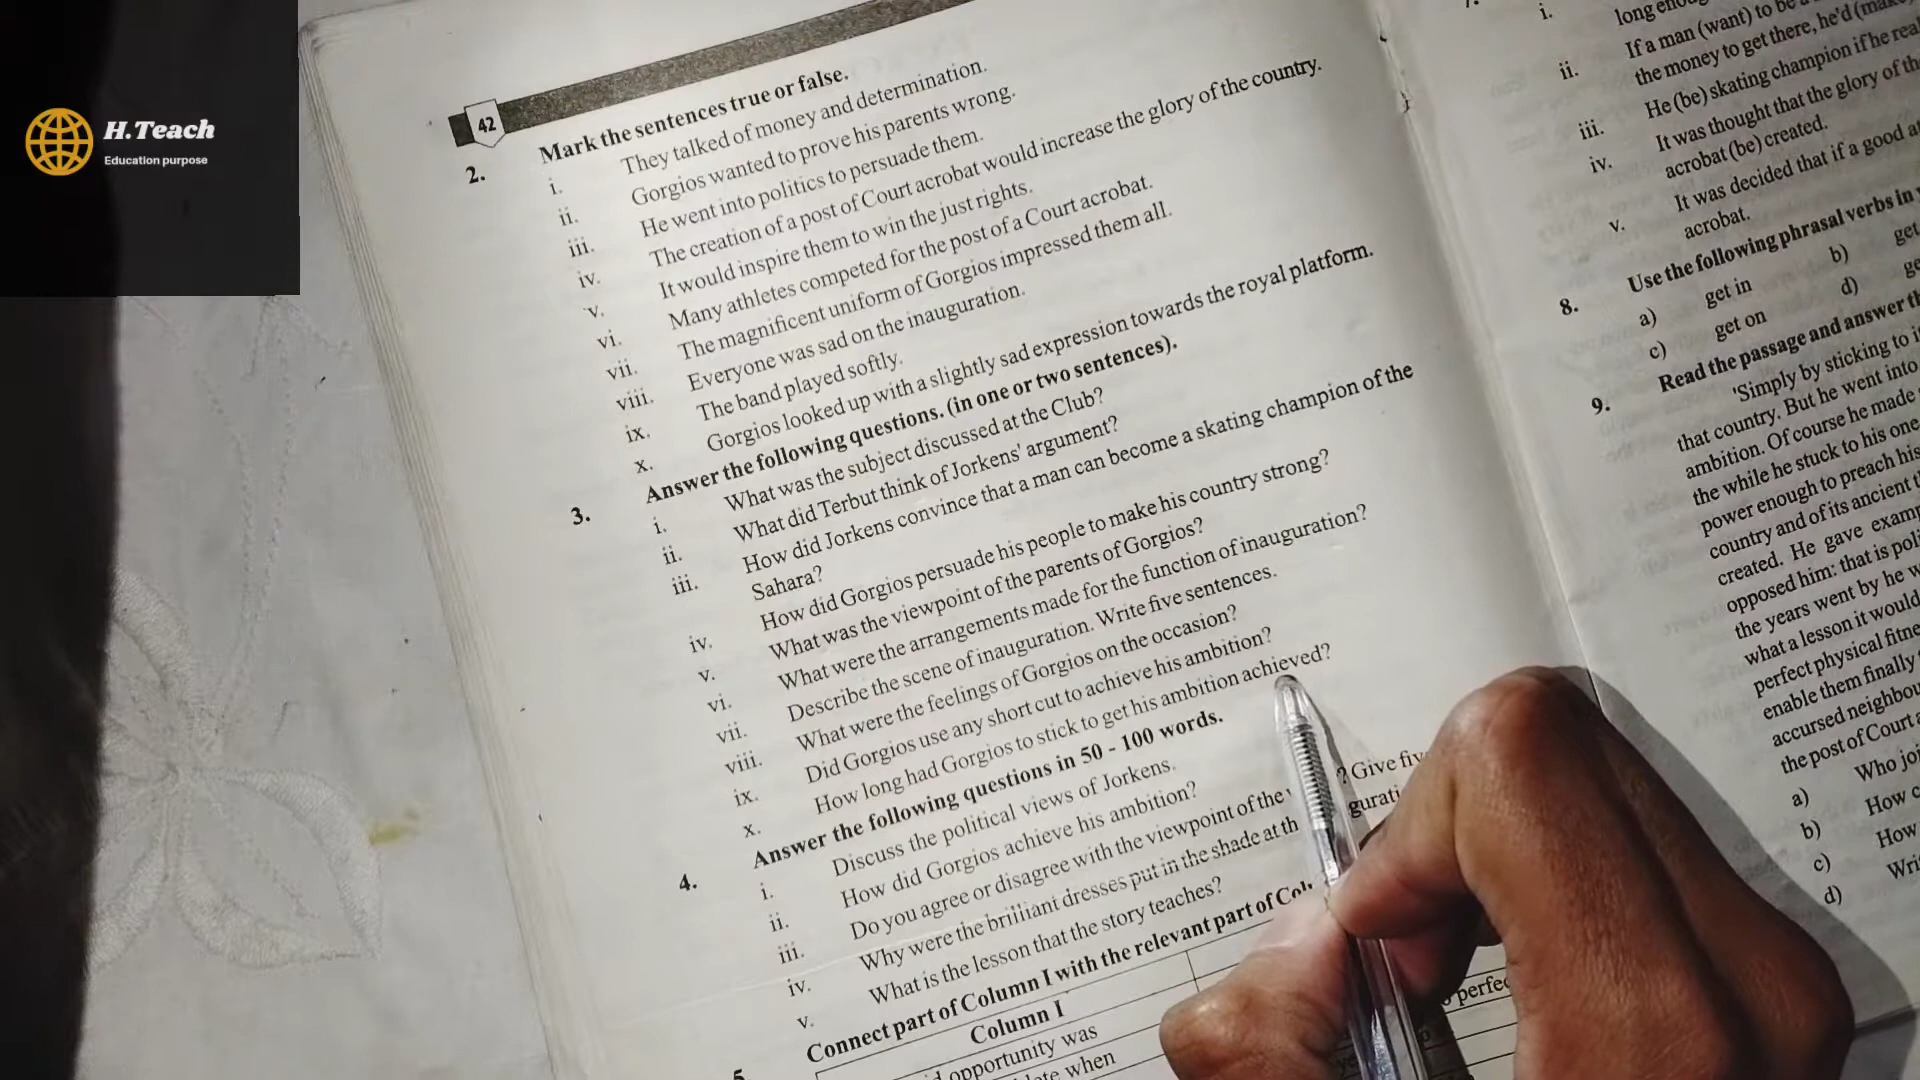 H.Teach
Education purpose
42
2. Mark the sentences true or false.
i. They talked of money and determination.
ii. Gorgios wanted to prove his parents wrong.
iii. He went into politics to persuade them.
iv. The creation of a post of Court acrobat would increase the glory of the country.
v. It would inspire them to win the just rights.
vi. Many athletes competed for the post of a Court acrobat.
vii. The magnificent uniform of Gorgios impressed them all.
viii. Everyone was sad on the inauguration.
ix. The band played softly.
x. Gorgios looked up with a slightly sad expression towards the royal platform.
3. Answer the following questions. (in one or two sentences).
i. What was the subject discussed at the Club?
ii. What did Terbut think of Jorkens' argument?
iii. How did Jorkens convince that a man can become a skating champion of the
Sahara?
iv. How did Gorgios persuade his people to make his country strong?
v. What was the viewpoint of the parents of Gorgios?
vi. What were the arrangements made for the function of inauguration?
vii. Describe the scene of inauguration. Write five sentences.
viii. What were the feelings of Gorgios on the occasion?
ix. Did Gorgios use any short cut to achieve his ambition?
x. How long had Gorgios to stick to get his ambition achieved?
4. Answer the following questions in 50 - 100 words.
i. Discuss the political views of Jorkens.
ii. How did Gorgios achieve his ambition?
iii. Do you agree or disagree with the viewpoint of the ? Give
iv. Why were the brilliant dresses put in the shade at
v. What is the lesson that the story teaches?
5. Connect part of Column I with the relevant part of
Column I
opportunity was
when
i. long
If a man (want) to be a
ii. the money to get there, he'd
iii. He (be) skating champion if he
iv. It was thought that the glory of
acrobat (be) created.
v. It was decided that if a good
acrobat.
8. Use the following phrasal verbs in
a) get in b) get
c) get on d)
9. Read the passage and answer
'Simply by sticking to
that country. But he went into
ambition. Of course he made
the while he stuck to his one
power enough to preach his
country and of its ancient
created. He gave
opposed him: that is
the years went by he
what a lesson it would
perfect physical
enable them finally
accursed
the post of Court
a) Who
b) How
c) How
d)